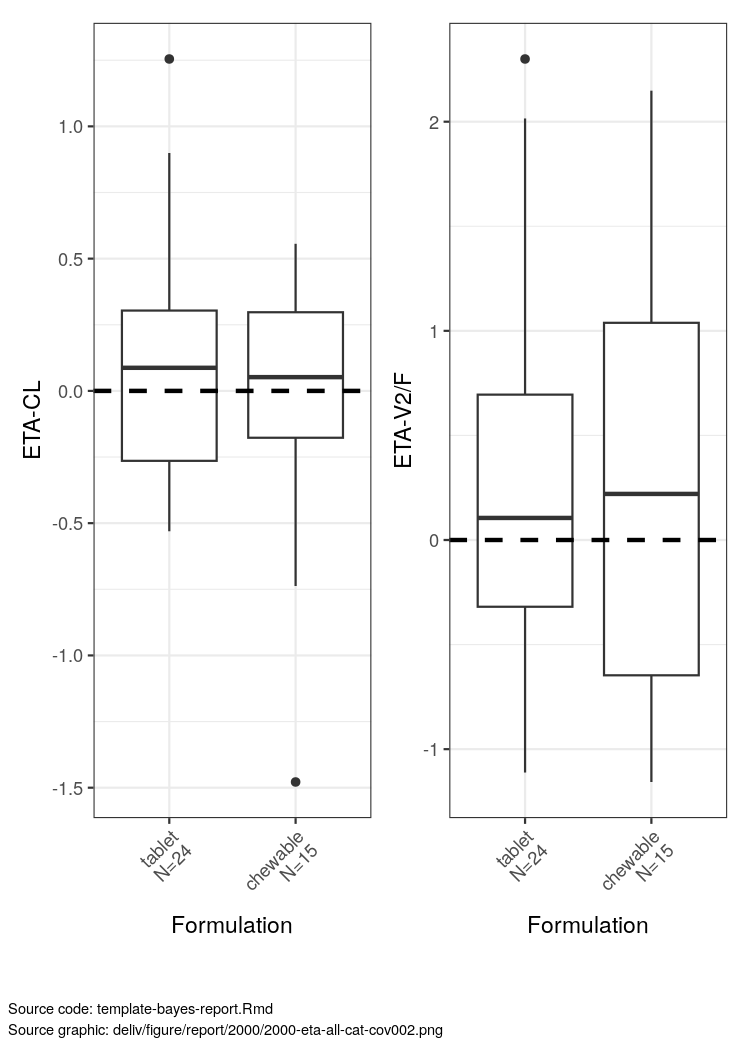 ETA-CL
1.0
0.5
0.0
-0.5
-1.0
-1.5
tablet
N=24
chewable
N=15
Formulation
ETA-V2/F
2
1
0
-1
tablet
N=24
chewable
N=15
Formulation
Source code: template-bayes-report.Rmd
Source graphic: deliv/figure/report/2000/2000-eta-all-cat-cov002.png